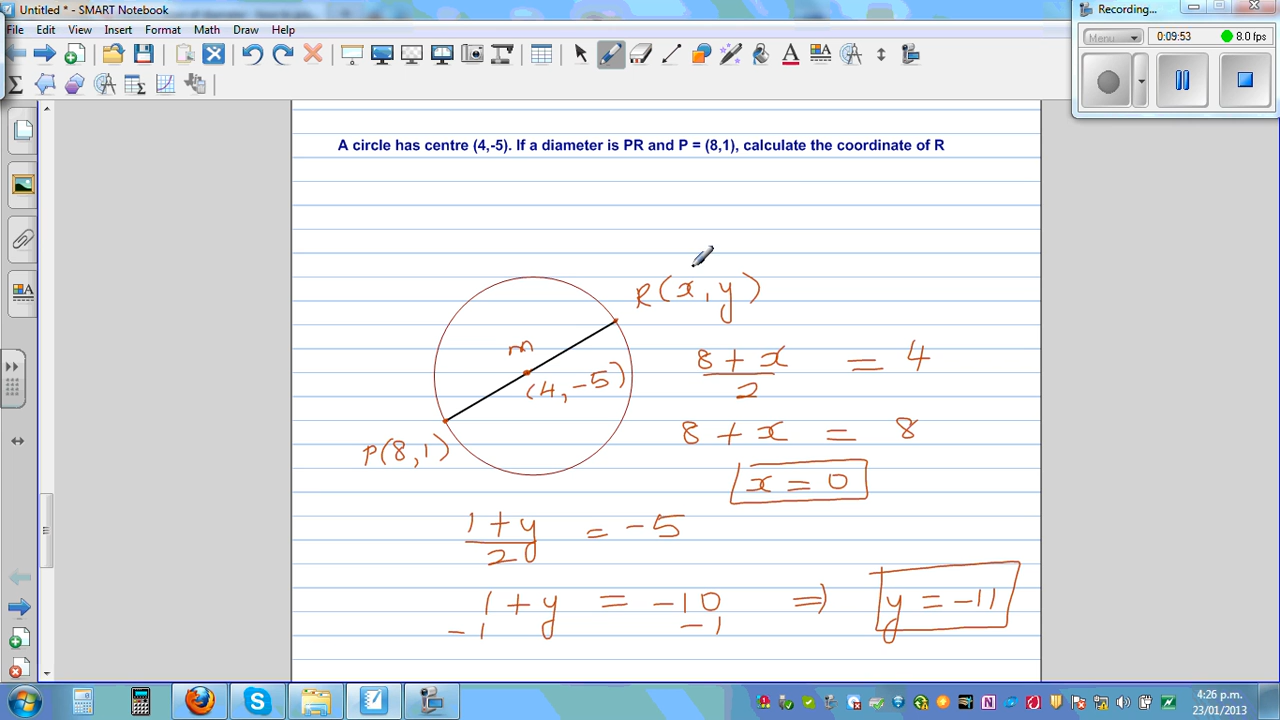 Untitled * - SMART Notebook
Recording...
File Edit View Insert Format Math Draw Help
Menu
0:09:53
8.0 fps
A circle has centre (4,-5). If a diameter is PR and P = (8,1), calculate the coordinate of R
R(x,y)
m
(4,-5)
P(8,1)
8 + x / 2 = 4
8 + x = 8
x = 0
1 + y / 2 = -5
1 + y = -10 ⇒ y = -11
-1 -1
4:26 p.m.
23/01/2013